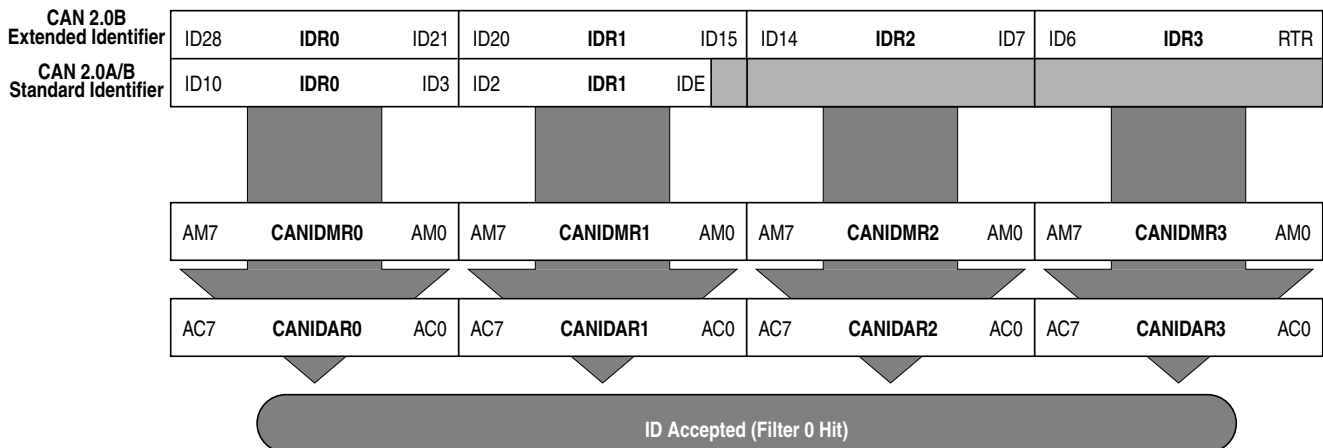 CAN 2.0B
Extended Identifier ID28 IDR0 ID21 ID20 IDR1 ID15 ID14 IDR2 ID7 ID6 IDR3 RTR
CAN 2.0A/B
Standard Identifier ID10 IDR0 ID3 ID2 IDR1 IDE
AM7 CANIDMR0 AM0 AM7 CANIDMR1 AM0 AM7 CANIDMR2 AM0 AM7 CANIDMR3 AM0
AC7 CANIDAR0 AC0 AC7 CANIDAR1 AC0 AC7 CANIDAR2 AC0 AC7 CANIDAR3 AC0
ID Accepted (Filter 0 Hit)